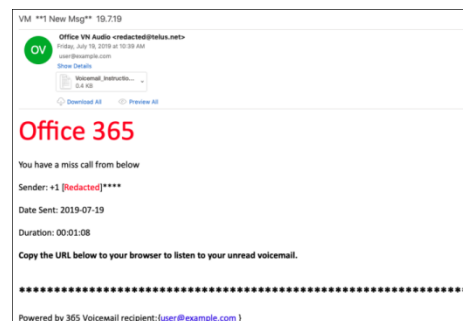 VM **1 New Msg** 19.7.19
Office VN Audio <redacted@telus.net>
OV
Friday, July 19, 2019 at 10:39 AM
user@example.com
Show Details
Voicemail_Instructio...
0.4 KB
Download All Preview All
Office 365
You have a miss call from below
Sender: +1 [Redacted]****
Date Sent: 2019-07-19
Duration: 00:01:08
Copy the URL below to your browser to listen to your unread voicemail.
******************************************************************
Powered by 365 Voiceмail recipient:{user@example.com }